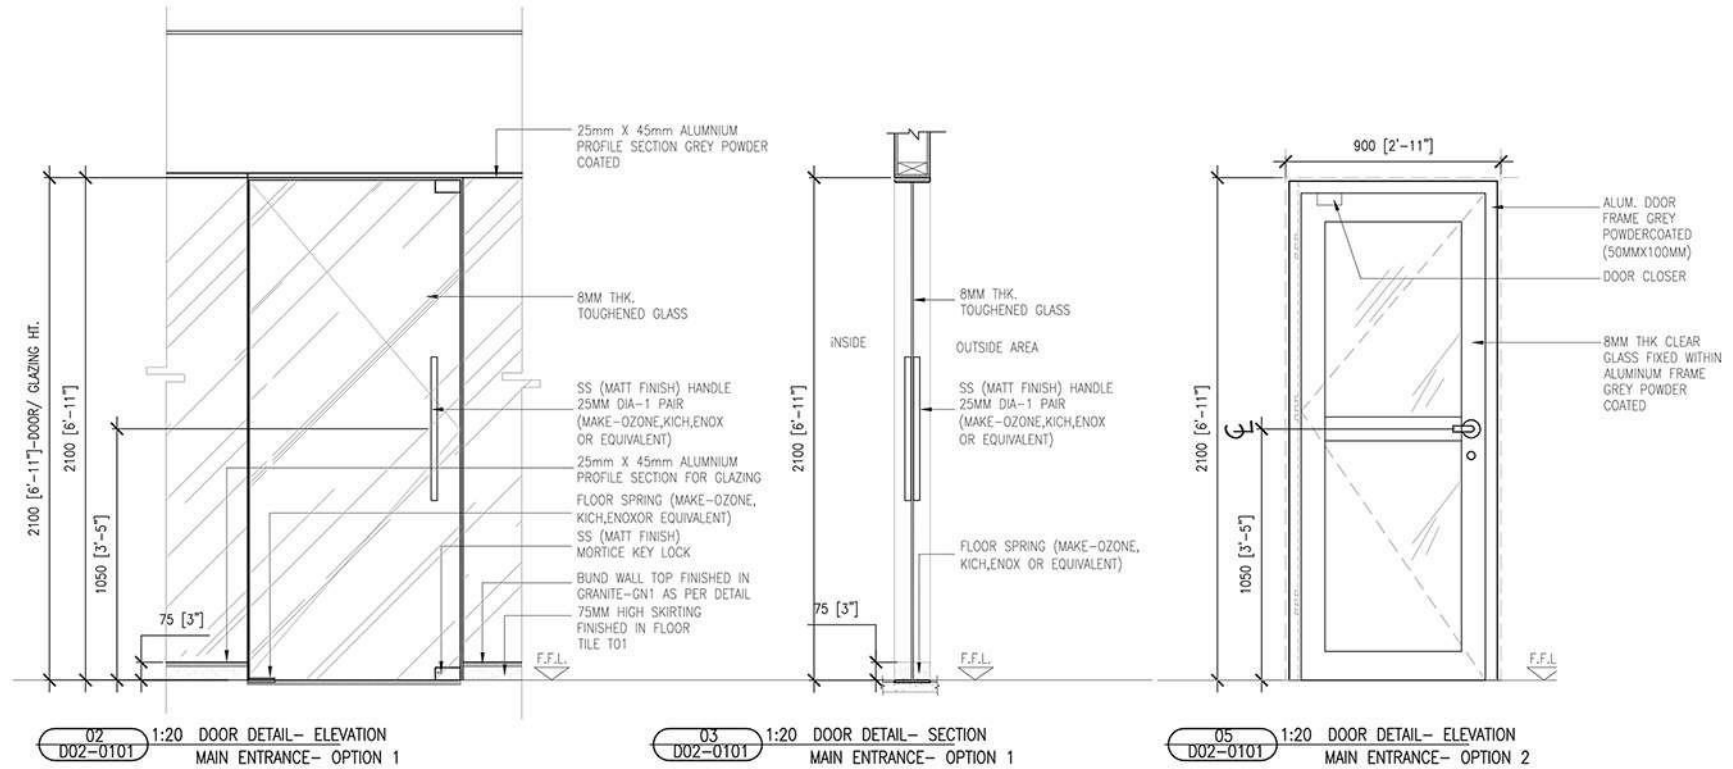 25mm X 45mm ALUMNIUM
PROFILE SECTION GREY POWDER
COATED
8MM THK.
TOUGHENED GLASS
SS (MATT FINISH) HANDLE
25MM DIA-1 PAIR
(MAKE-OZONE,KICH,ENOX
OR EQUIVALENT)
25mm X 45mm ALUMNIUM
PROFILE SECTION FOR GLAZING
FLOOR SPRING (MAKE-OZONE,
KICH,ENOXOR EQUIVALENT)
SS (MATT FINISH)
MORTICE KEY LOCK
BUND WALL TOP FINISHED IN
GRANITE-GN1 AS PER DETAIL
75MM HIGH SKIRTING
FINISHED IN FLOOR
TILE T01
2100 [6'-11"]-DOOR/ GLAZING HT.
2100 [6'-11"]
1050 [3'-5"]
75 [3"]
F.F.L.
02
D02-0101
1:20 DOOR DETAIL- ELEVATION
MAIN ENTRANCE- OPTION 1
8MM THK.
TOUGHENED GLASS
iNSIDE
OUTSIDE AREA
SS (MATT FINISH) HANDLE
25MM DIA-1 PAIR
(MAKE-OZONE,KICH,ENOX
OR EQUIVALENT)
FLOOR SPRING (MAKE-OZONE,
KICH,ENOX OR EQUIVALENT)
2100 [6'-11"]
75 [3"]
F.F.L.
03
D02-0101
1:20 DOOR DETAIL- SECTION
MAIN ENTRANCE- OPTION 1
900 [2'-11"]
ALUM. DOOR
FRAME GREY
POWDERCOATED
(50MMX100MM)
DOOR CLOSER
8MM THK CLEAR
GLASS FIXED WITHIN
ALUMINUM FRAME
GREY POWDER
COATED
2100 [6'-11"]
1050 [3'-5"]
F.F.L
05
D02-0101
1:20 DOOR DETAIL- ELEVATION
MAIN ENTRANCE- OPTION 2